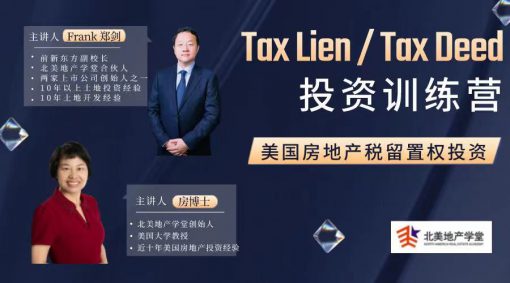 主讲人 Frank 郑剑
前新东方副校长
北美地产学堂合伙人
两家上市公司创始人之一
10年以上土地投资经验
10年土地开发经验
Tax Lien / Tax Deed
投资训练营
美国房地产税留置权投资
主讲人 房博士
北美地产学堂创始人
美国大学教授
近十年美国房地产投资经验
北美地产学堂
NORTH AMERICA REAL ESTATE ACADEMY